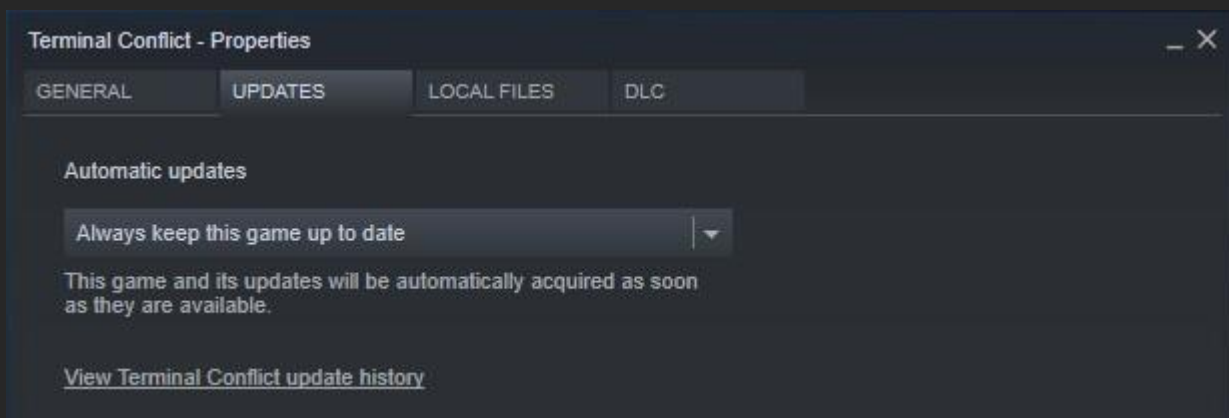 Terminal Conflict - Properties
GENERAL UPDATES LOCAL FILES DLC
Automatic updates
Always keep this game up to date
This game and its updates will be automatically acquired as soon
as they are available.
View Terminal Conflict update history